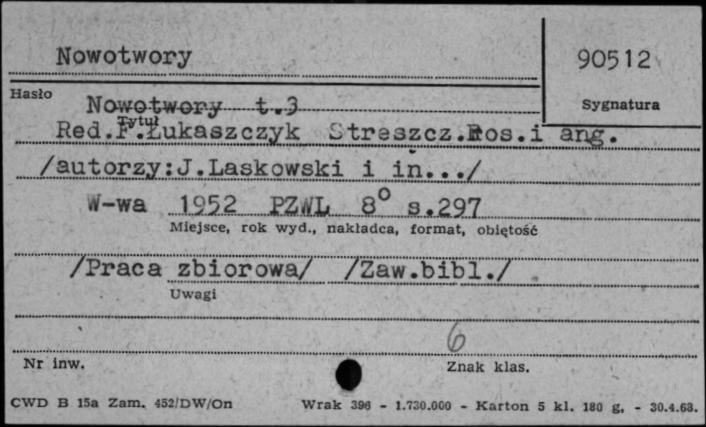 Nowotwory
90512
Hasło
Sygnatura
Nowotwory t.3
Tytuł
Red.F.Łukaszczyk Streszcz.Ros.i ang.
/autorzy:J.Laskowski i in.../
W-wa 1952 PZWL 8° s.297
Miejsce, rok wyd., nakładca, format, objętość
/Praca zbiorowa/ /Zaw.bibl./
Uwagi
6
Nr inw.
Znak klas.
CWD B 15a Zam. 452/DW/On Wrak 396 - 1.730.000 - Karton 5 kl. 180 g. - 30.4.68.